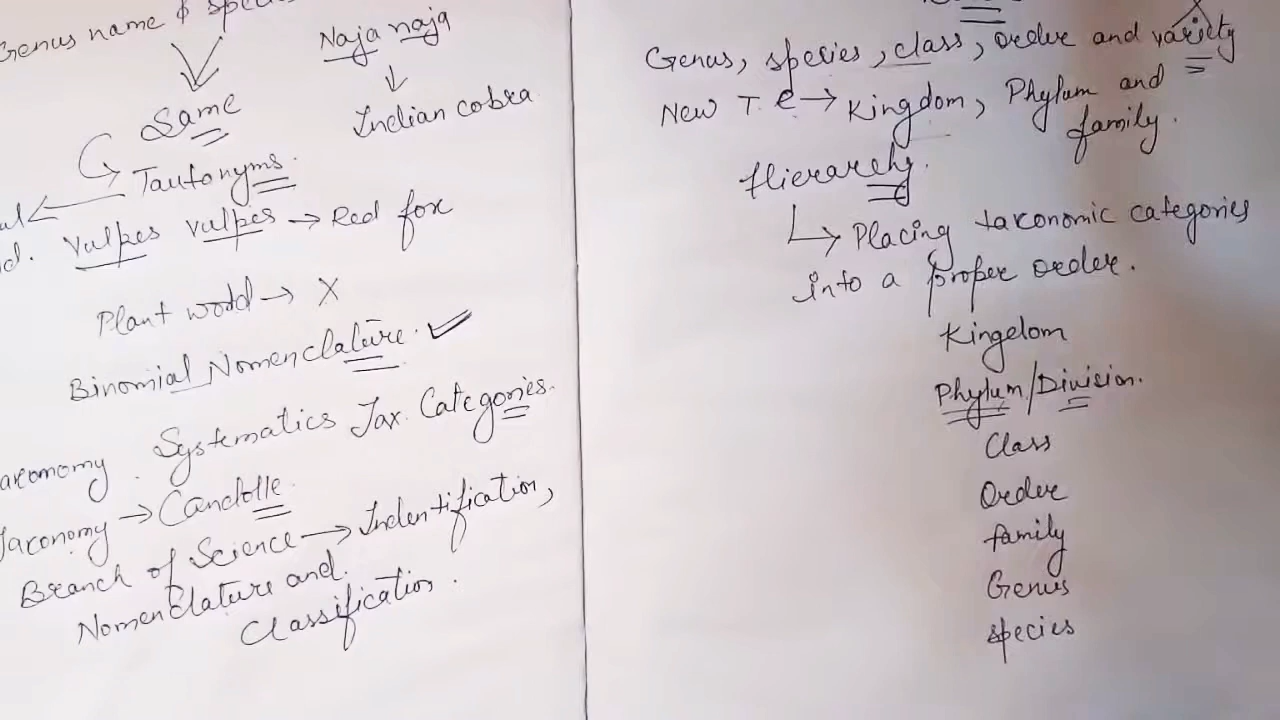 Genus name & species
Same
Naja naja
Indian cobra
Tautonyms.
Vulpes vulpes → Red fox
Plant world → X
Binomial Nomenclature. ✓
Taxonomy. Systematics Tax. Categories.
Taxonomy → Candolle.
Branch of Science → Indentification,
Nomenclature and
Classification.
Genus, species, class, order and variety
New T. C → Kingdom, Phylum and
family.
Hierarchy.
→ Placing taxonomic categories
into a proper order.
Kingdom
Phylum/Division.
Class
Order
family
Genus
species